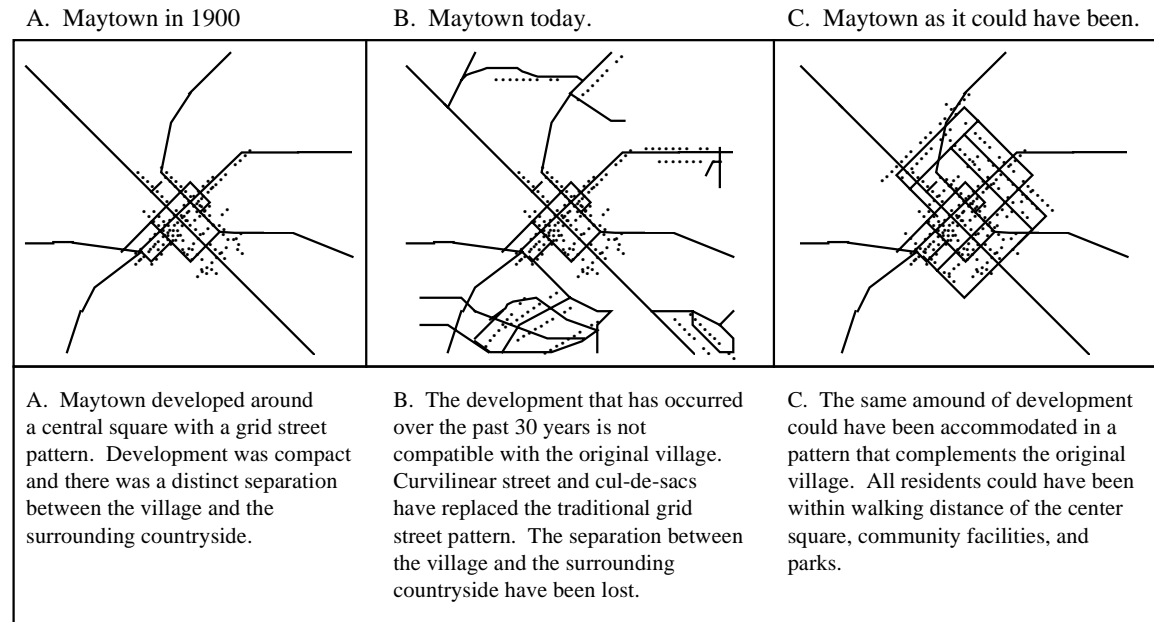 A.  Maytown in 1900
B.  Maytown today.
C.  Maytown as it could have been.
A.  Maytown developed around
a central square with a grid street
pattern.  Development was compact
and there was a distinct separation
between the village and the
surrounding countryside.
B.  The development that has occurred
over the past 30 years is not
compatible with the original village.
Curvilinear street and cul-de-sacs
have replaced the traditional grid
street pattern.  The separation between
the village and the surrounding
countryside have been lost.
C.  The same amound of development
could have been accommodated in a
pattern that complements the original
village.  All residents could have been
within walking distance of the center
square, community facilities, and
parks.